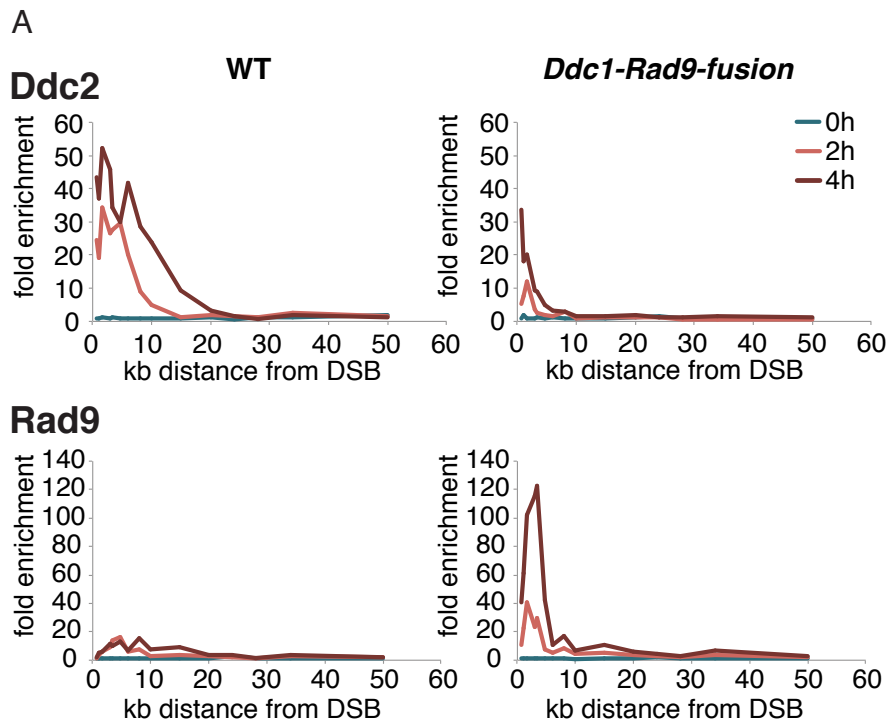 A
WT
Ddc1-Rad9-fusion
Ddc2
60
50
40
30
20
10
0
fold enrichment
0 10 20 30 40 50 60
kb distance from DSB
60
50
40
30
20
10
0
fold enrichment
0 10 20 30 40 50 60
kb distance from DSB
0h
2h
4h
Rad9
140
120
100
80
60
40
20
0
fold enrichment
0 10 20 30 40 50 60
kb distance from DSB
140
120
100
80
60
40
20
0
fold enrichment
0 10 20 30 40 50 60
kb distance from DSB